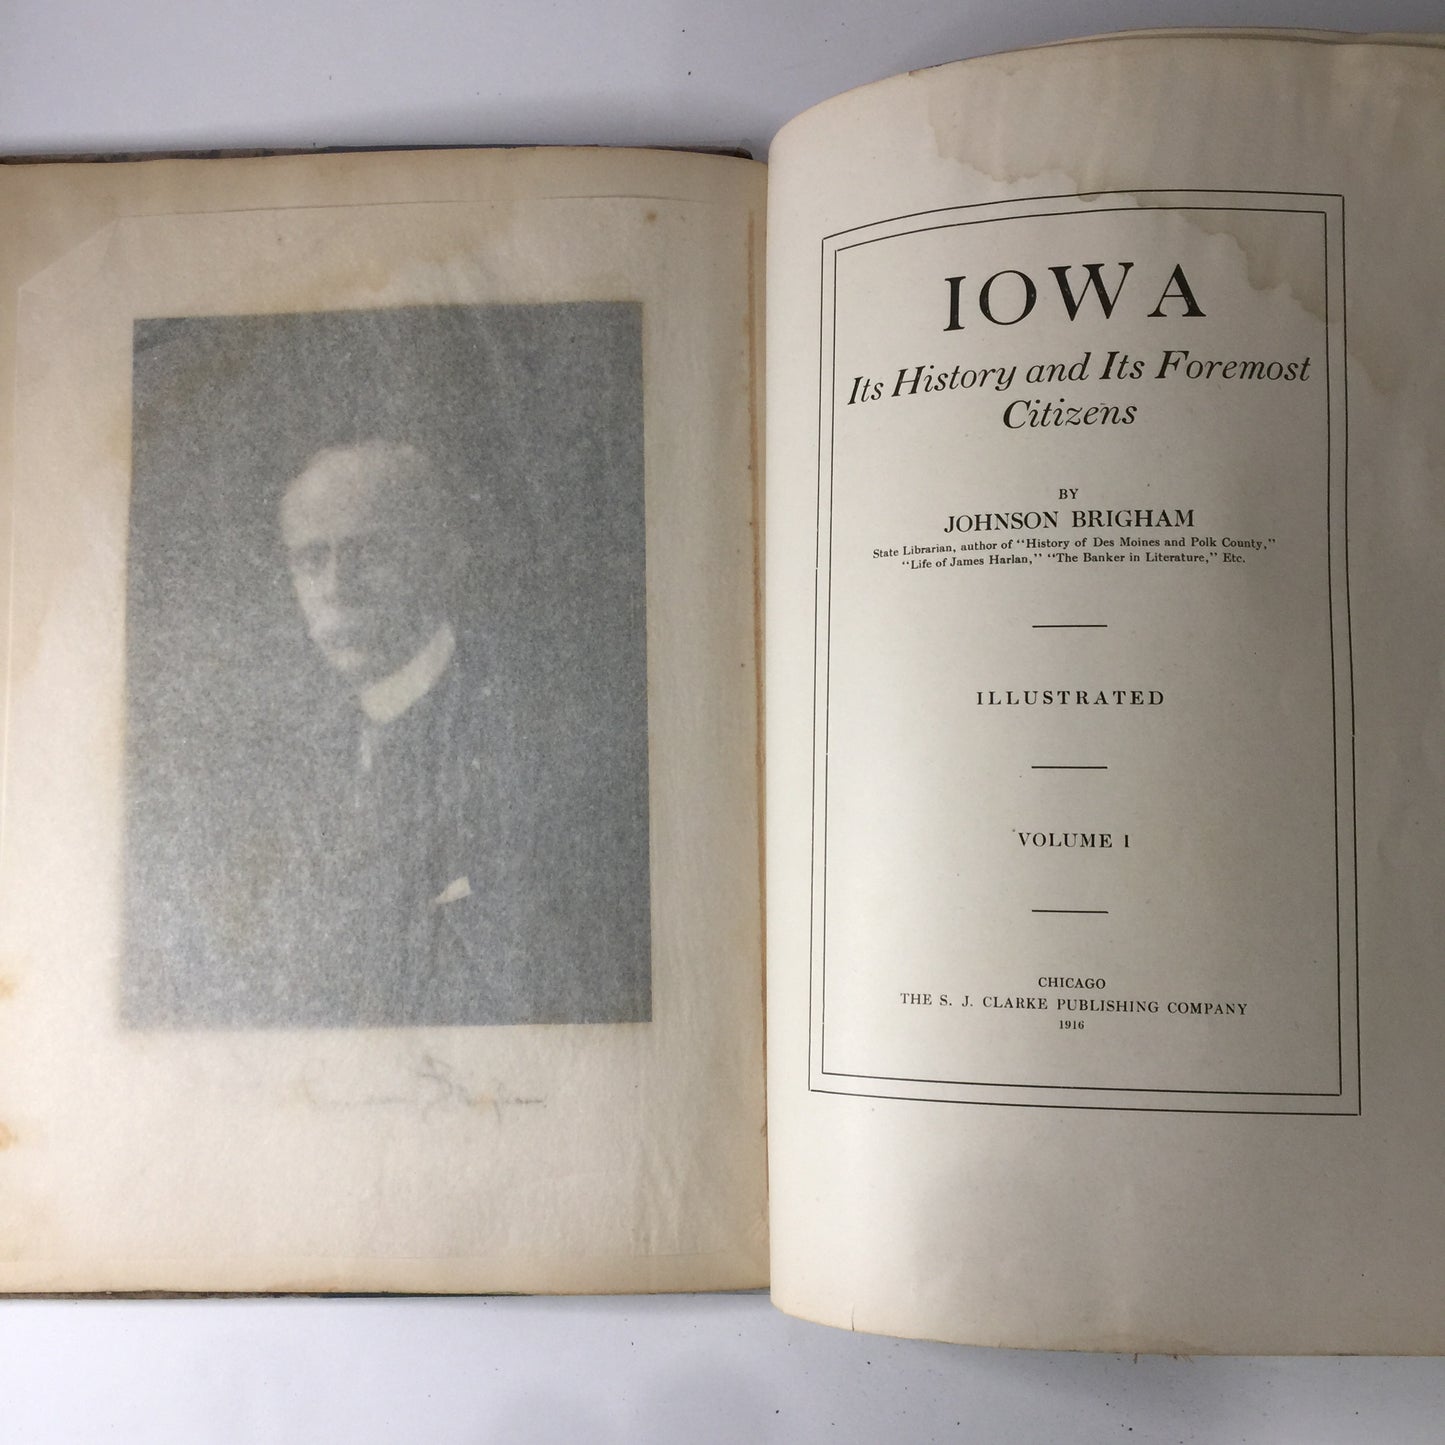 IOWA
Its History and Its Foremost
Citizens
BY
JOHNSON BRIGHAM
State Librarian, author of "History of Des Moines and Polk County,"
"Life of James Harlan," "The Banker in Literature," Etc.
ILLUSTRATED
VOLUME I
CHICAGO
THE S. J. CLARKE PUBLISHING COMPANY
1916